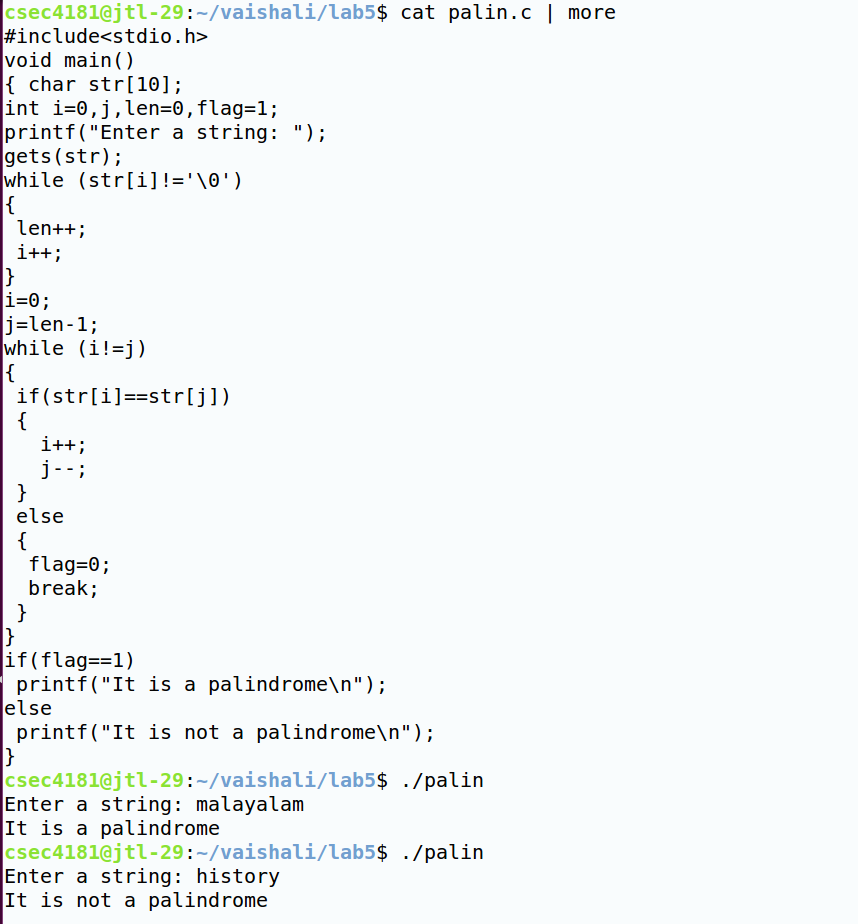 csec4181@jtl-29:~/vaishali/lab5$ cat palin.c | more
#include<stdio.h>
void main()
{ char str[10];
int i=0,j,len=0,flag=1;
printf("Enter a string: ");
gets(str);
while (str[i]!='\0')
{
 len++;
 i++;
}
i=0;
j=len-1;
while (i!=j)
{
 if(str[i]==str[j])
 {
   i++;
   j--;
 }
 else
 {
  flag=0;
  break;
 }
}
if(flag==1)
 printf("It is a palindrome\n");
else
 printf("It is not a palindrome\n");
}
csec4181@jtl-29:~/vaishali/lab5$ ./palin
Enter a string: malayalam
It is a palindrome
csec4181@jtl-29:~/vaishali/lab5$ ./palin
Enter a string: history
It is not a palindrome